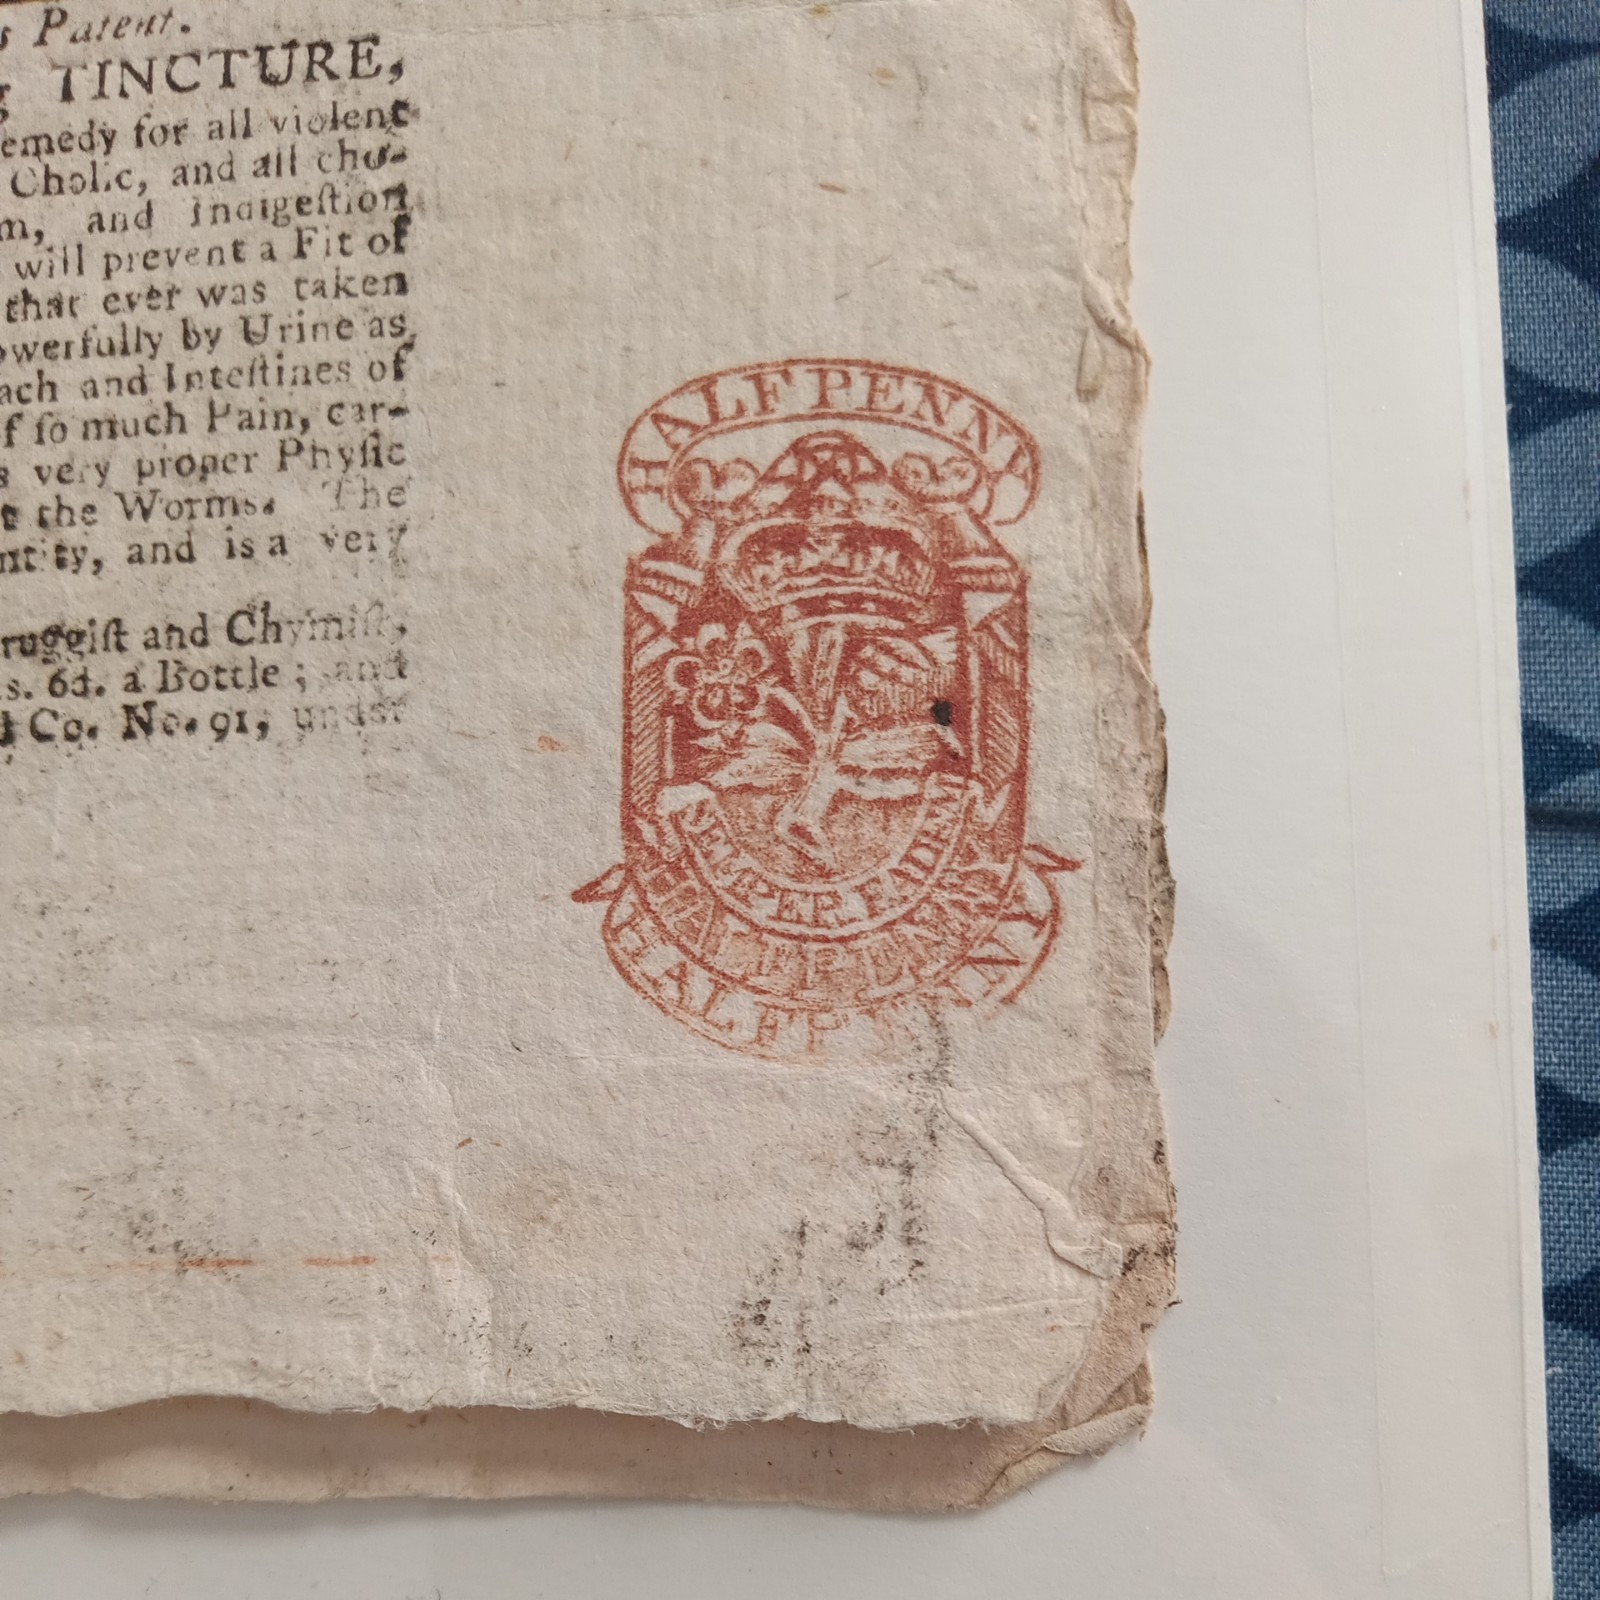 s Patent.
g TINCTURE,
emedy for all violent
Cholic, and all cho-
m, and Indigeſtion
will prevent a Fit of
that ever was taken
owerfully by Urine as
ach and Inteſtines of
f ſo much Pain, car-
s very proper Phyſic
e the Worms. The
ntity, and is a very
ruggiſt and Chymiſt,
s. 6d. a Bottle; and
d Co. No. 91, under
HALFPENNY
SEMPER EADEM
HALFPENNY
HALFPENNY